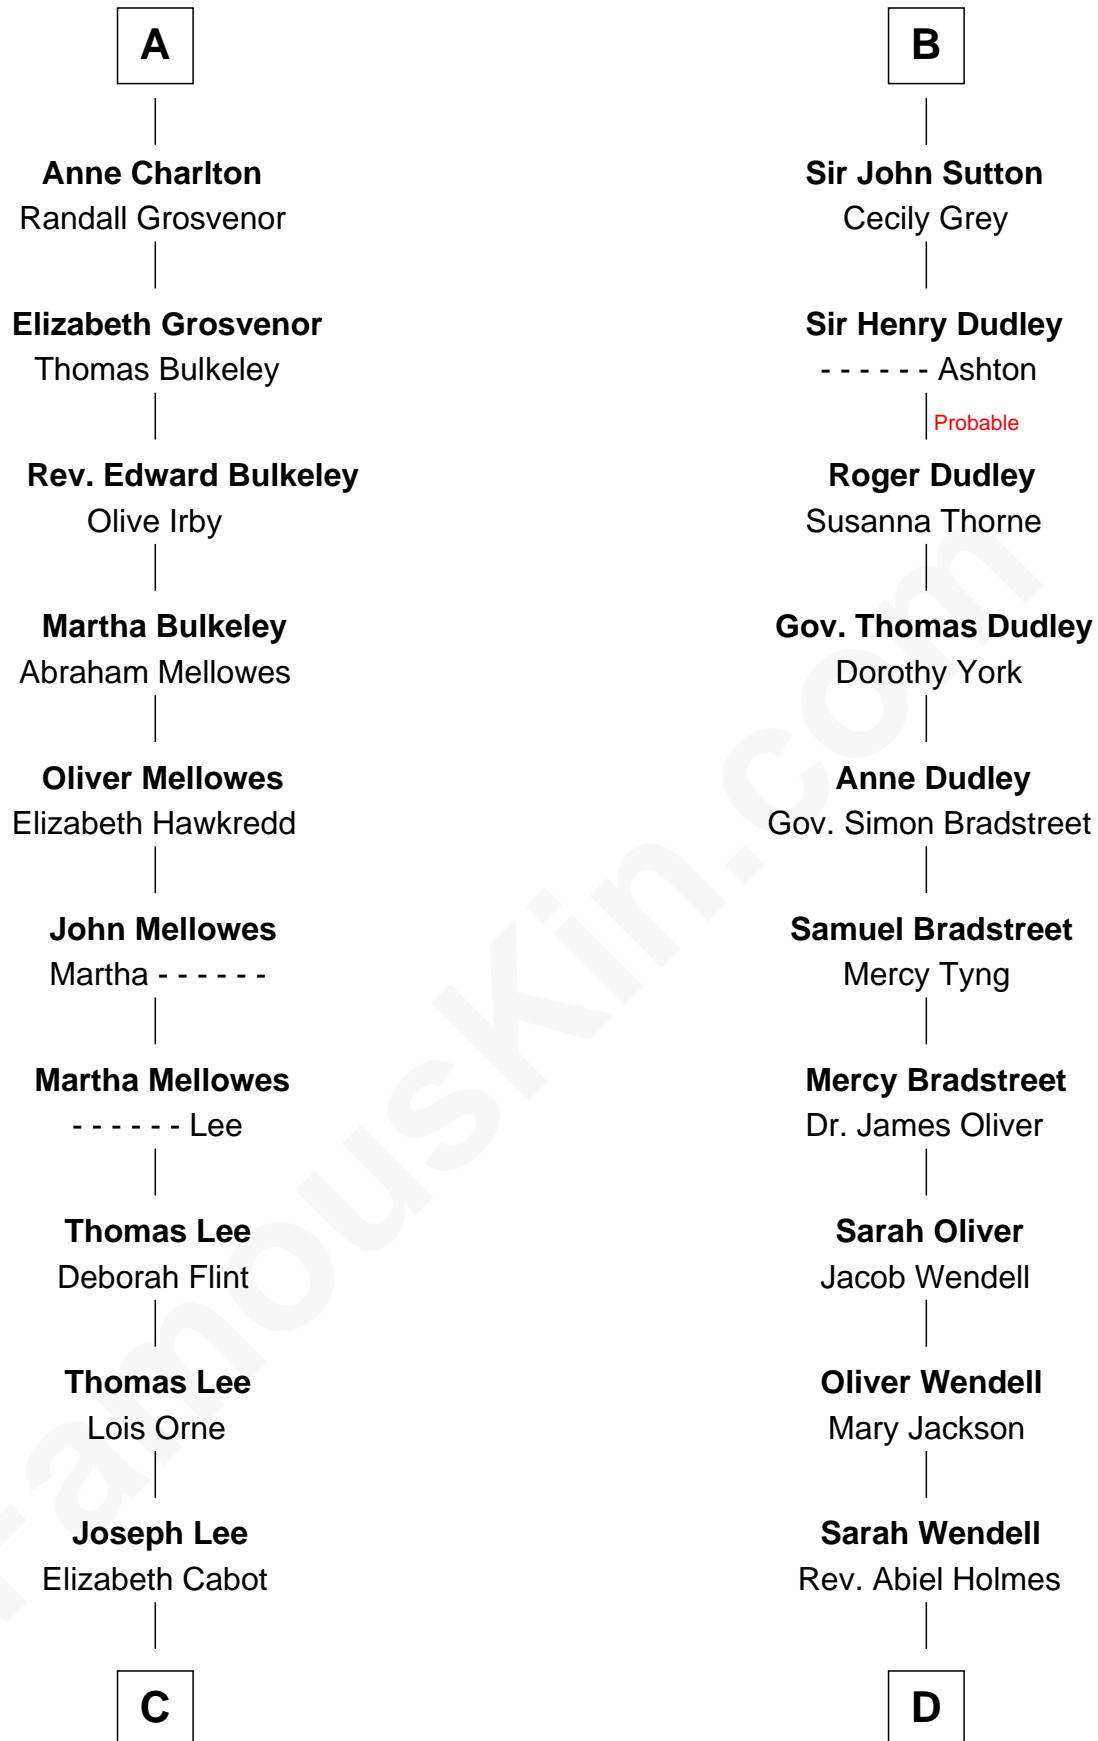 A
Anne Charlton
Randall Grosvenor
Elizabeth Grosvenor
Thomas Bulkeley
Rev. Edward Bulkeley
Olive Irby
Martha Bulkeley
Abraham Mellowes
Oliver Mellowes
Elizabeth Hawkredd
John Mellowes
Martha - - - - - -
Martha Mellowes
- - - - - - Lee
Thomas Lee
Deborah Flint
Thomas Lee
Lois Orne
Joseph Lee
Elizabeth Cabot
C
B
Sir John Sutton
Cecily Grey
Sir Henry Dudley
- - - - - - Ashton
Probable
Roger Dudley
Susanna Thorne
Gov. Thomas Dudley
Dorothy York
Anne Dudley
Gov. Simon Bradstreet
Samuel Bradstreet
Mercy Tyng
Mercy Bradstreet
Dr. James Oliver
Sarah Oliver
Jacob Wendell
Oliver Wendell
Mary Jackson
Sarah Wendell
Rev. Abiel Holmes
D
FamousKin.com